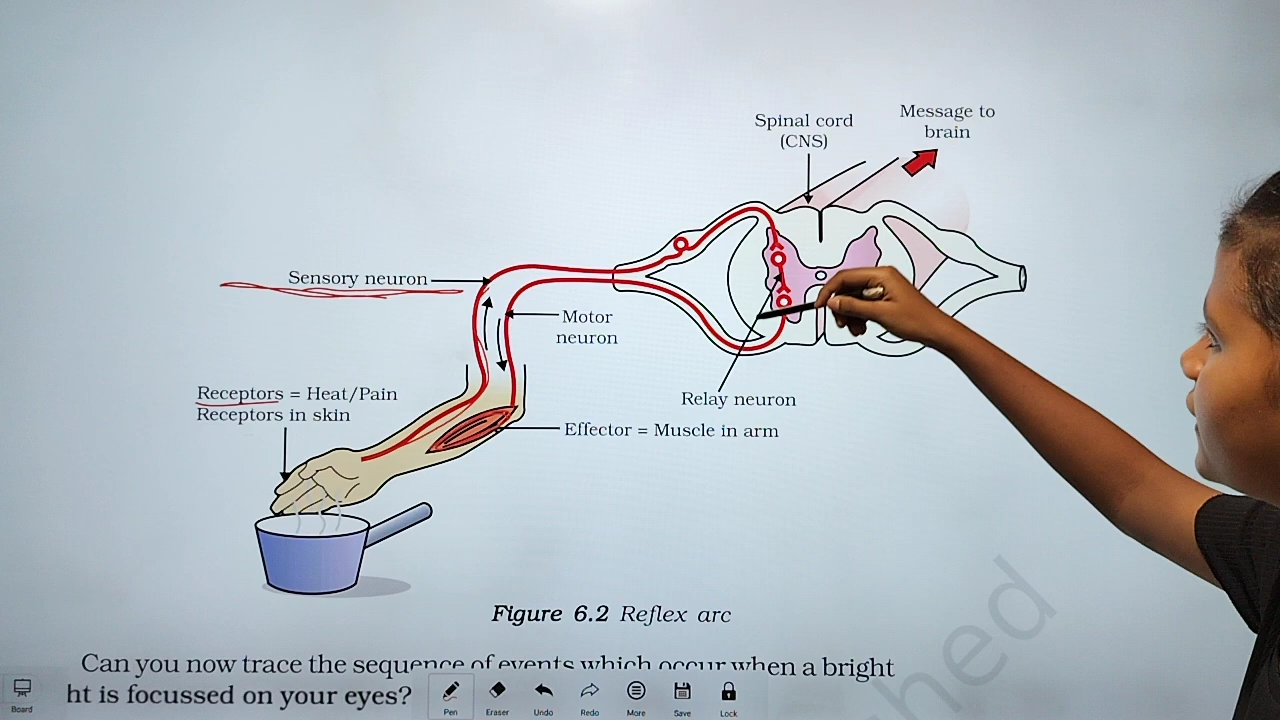 Spinal cord
(CNS)
Message to
brain
Sensory neuron
Motor
neuron
Receptors = Heat/Pain
Receptors in skin
Relay neuron
Effector = Muscle in arm
Figure 6.2 Reflex arc
Can you now trace the sequence of events which occur when a bright
ht is focussed on your eyes?
hed
Board
Pen
Eraser
Undo
Redo
More
Save
Lock